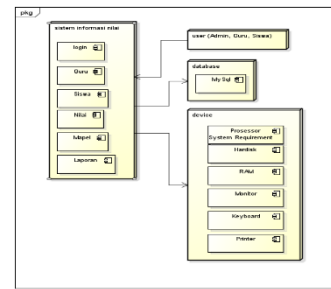 pkg
sistem informasi nilai
login
Guru
Siswa
Nilai
Mapel
Laporan
user (Admin, Guru, Siswa)
database
My Sql
device
Prosessor
System Requirement
Hardisk
RAM
Monitor
Keyboard
Printer